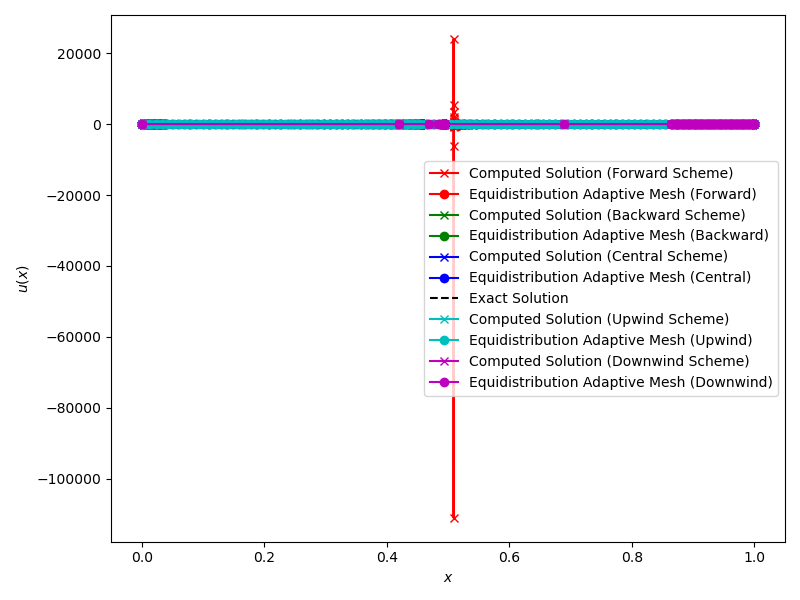 20000
0
−20000
−40000
−60000
−80000
−100000
u(x)
0.0
0.2
0.4
0.6
0.8
1.0
x
Computed Solution (Forward Scheme)
Equidistribution Adaptive Mesh (Forward)
Computed Solution (Backward Scheme)
Equidistribution Adaptive Mesh (Backward)
Computed Solution (Central Scheme)
Equidistribution Adaptive Mesh (Central)
Exact Solution
Computed Solution (Upwind Scheme)
Equidistribution Adaptive Mesh (Upwind)
Computed Solution (Downwind Scheme)
Equidistribution Adaptive Mesh (Downwind)